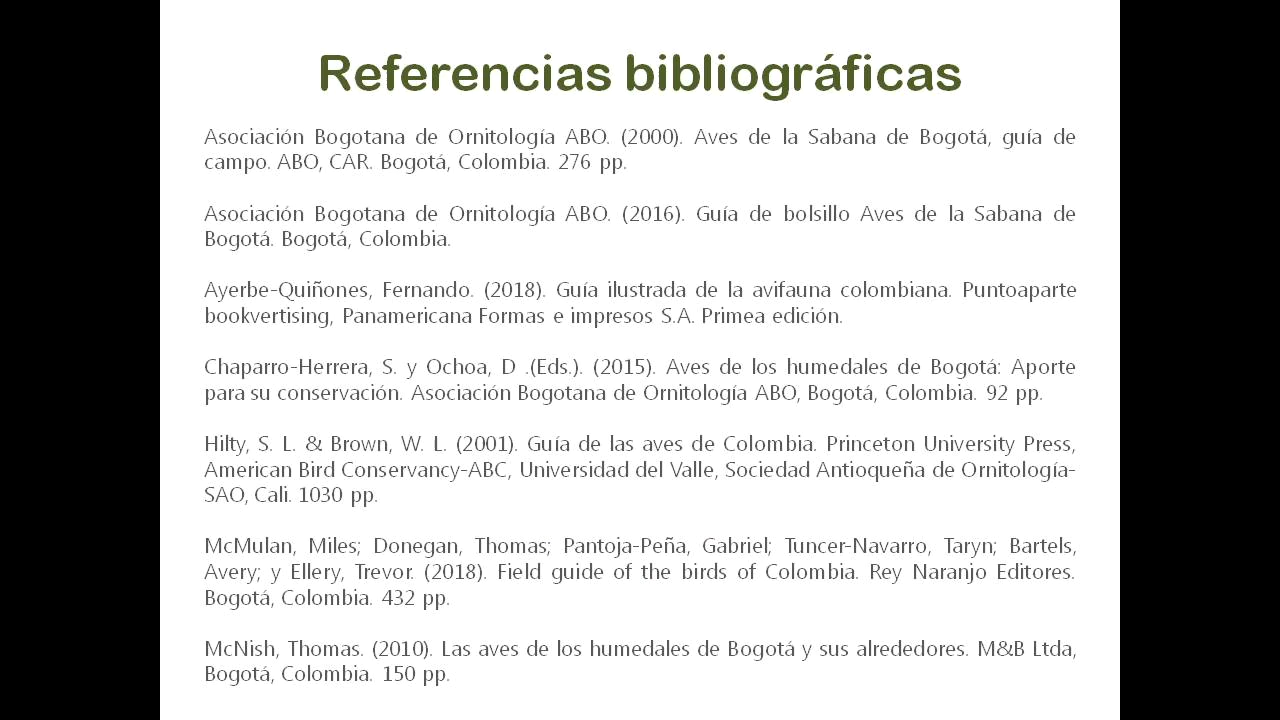 Referencias bibliográficas
Asociación Bogotana de Ornitología ABO. (2000). Aves de la Sabana de Bogotá, guía de
campo. ABO, CAR. Bogotá, Colombia. 276 pp.
Asociación Bogotana de Ornitología ABO. (2016). Guía de bolsillo Aves de la Sabana de
Bogotá. Bogotá, Colombia.
Ayerbe-Quiñones, Fernando. (2018). Guía ilustrada de la avifauna colombiana. Puntoaparte
bookvertising, Panamericana Formas e impresos S.A. Primea edición.
Chaparro-Herrera, S. y Ochoa, D .(Eds.). (2015). Aves de los humedales de Bogotá: Aporte
para su conservación. Asociación Bogotana de Ornitología ABO, Bogotá, Colombia. 92 pp.
Hilty, S. L. & Brown, W. L. (2001). Guía de las aves de Colombia. Princeton University Press,
American Bird Conservancy-ABC, Universidad del Valle, Sociedad Antioqueña de Ornitología-
SAO, Cali. 1030 pp.
McMulan, Miles; Donegan, Thomas; Pantoja-Peña, Gabriel; Tuncer-Navarro, Taryn; Bartels,
Avery; y Ellery, Trevor. (2018). Field guide of the birds of Colombia. Rey Naranjo Editores.
Bogotá, Colombia. 432 pp.
McNish, Thomas. (2010). Las aves de los humedales de Bogotá y sus alrededores. M&B Ltda,
Bogotá, Colombia. 150 pp.